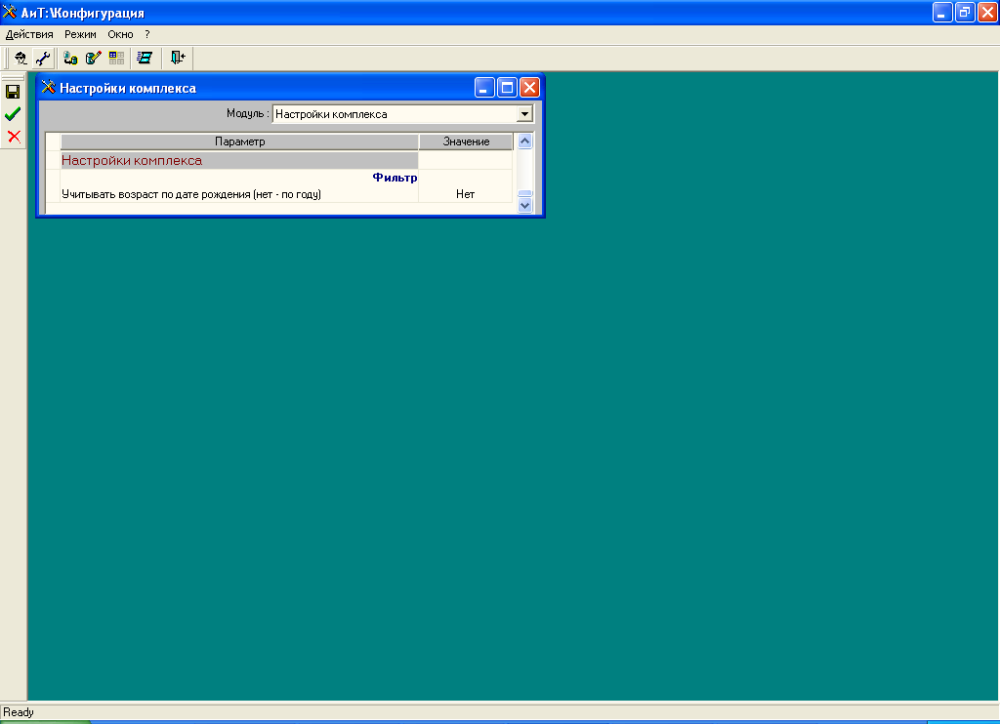 АиТ:\Конфигурация
Действия Режим Окно ?
Настройки комплекса
Модуль : Настройки комплекса
Параметр Значение
Настройки комплекса
Фильтр
Учитывать возраст по дате рождения (нет - по году) Нет
Ready